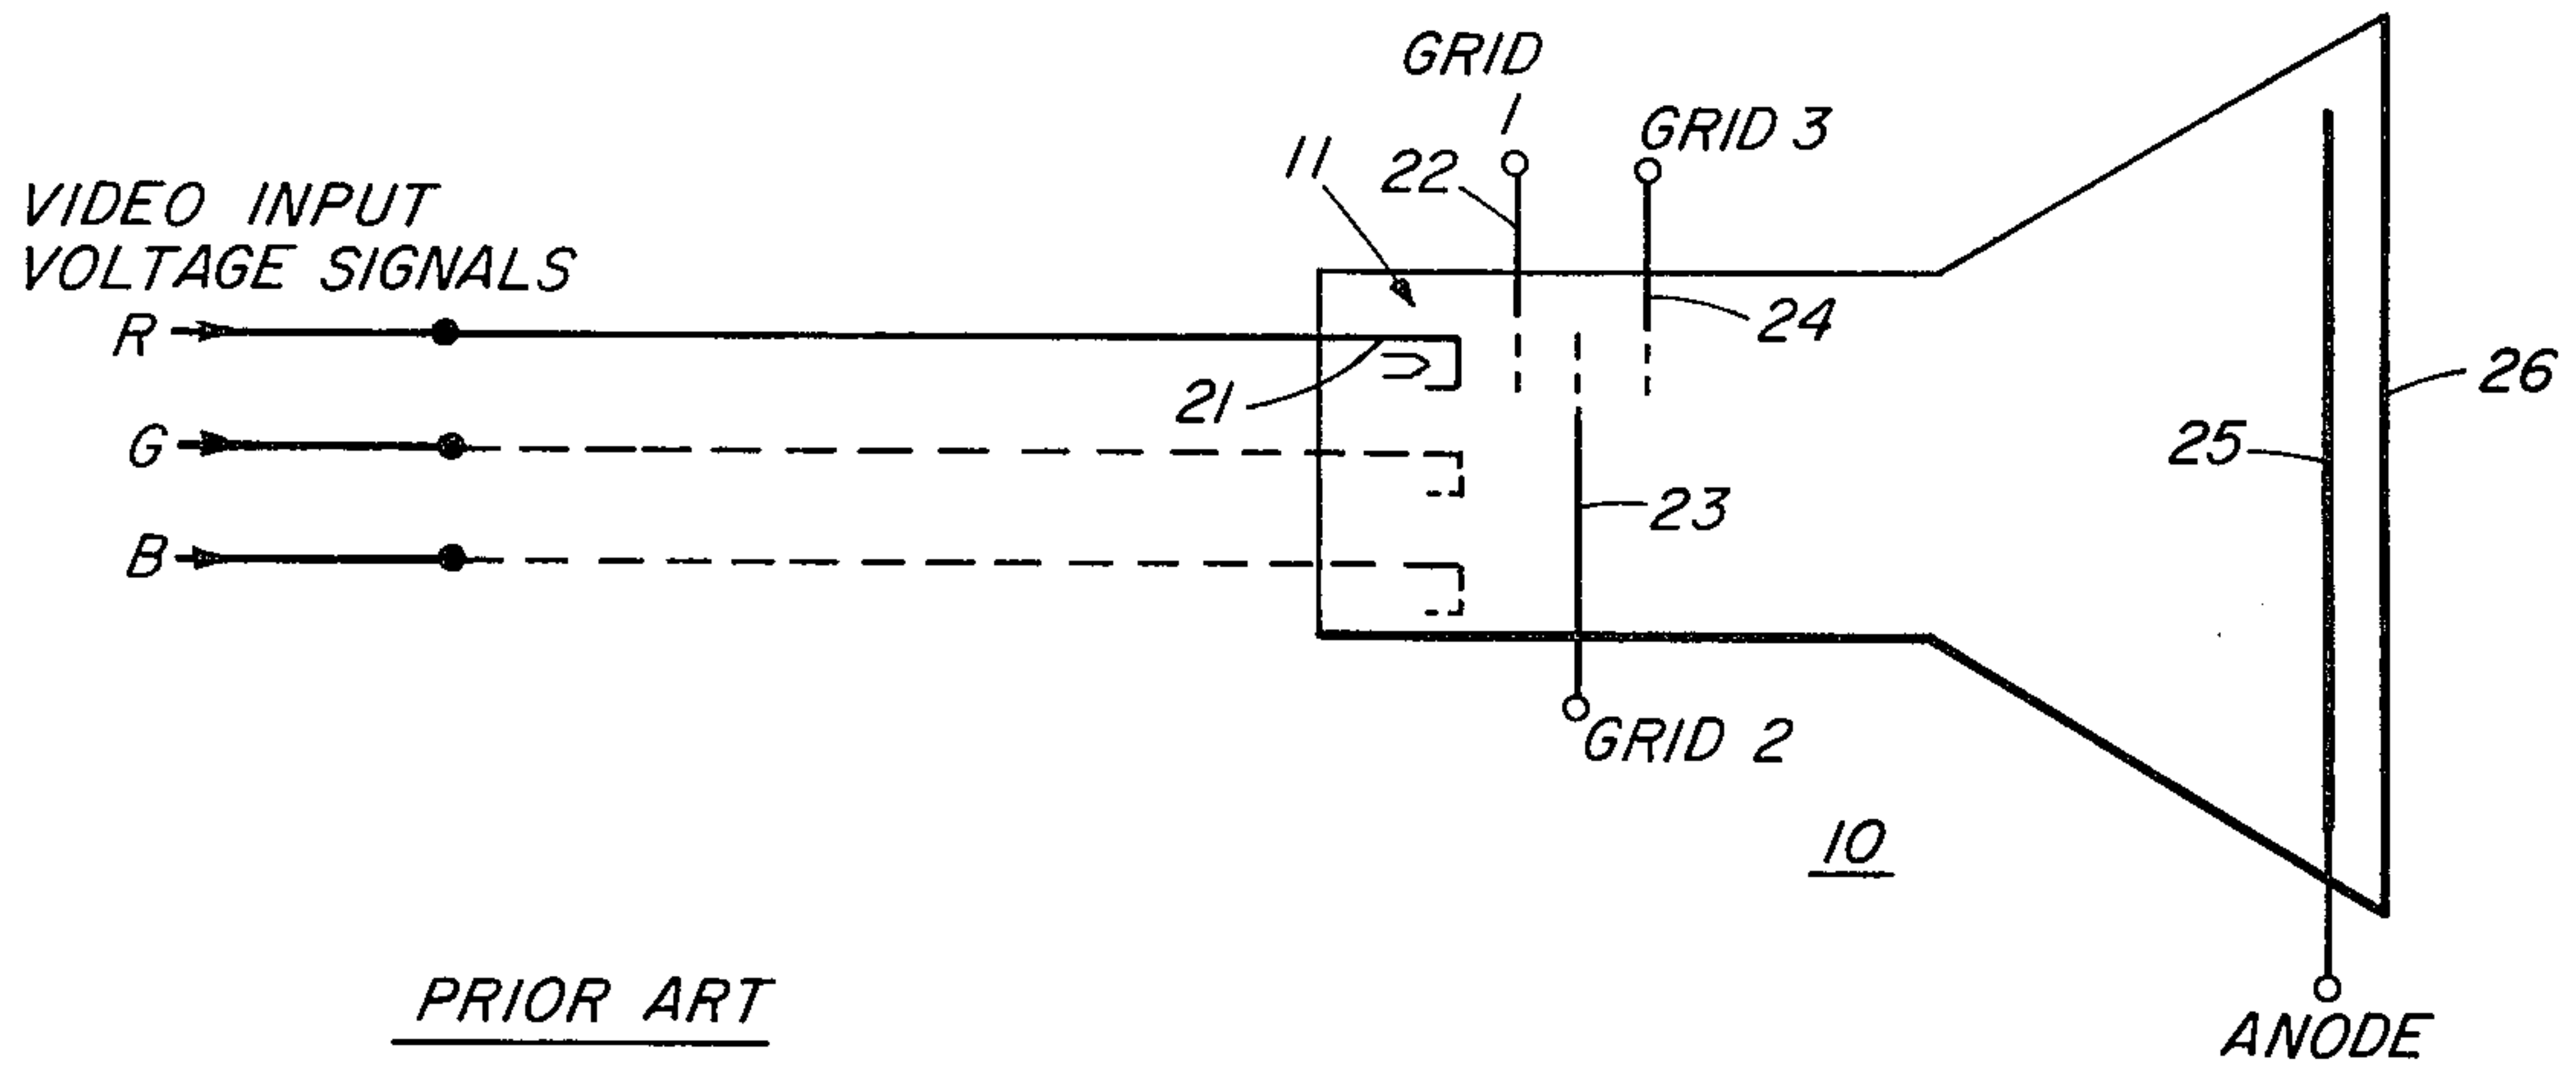 GRID
1
GRID 3
11
22
VIDEO INPUT
VOLTAGE SIGNALS
R
24
21
26
G
25
23
B
GRID 2
10
PRIOR ART
ANODE